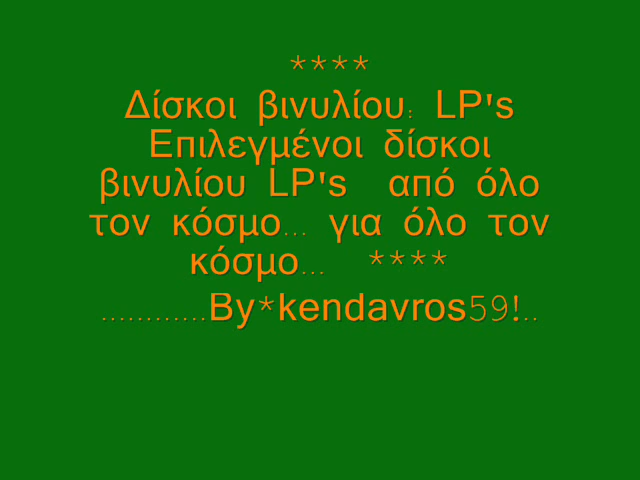 ****
Δίσκοι βινυλίου: LP's
Επιλεγμένοι δίσκοι
βινυλίου LP's από όλο
τον κόσμο... για όλο τον
κόσμο... ****
............By*kendavros59!..